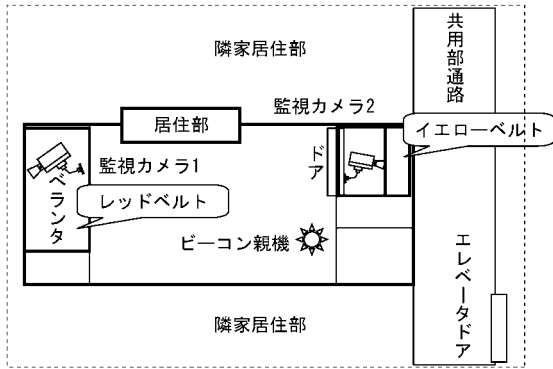 隣家居住部
共用部通路
監視カメラ2
居住部
イエローベルト
ドア
監視カメラ1
ベランダ
レッドベルト
ビーコン親機
エレベータドア
隣家居住部